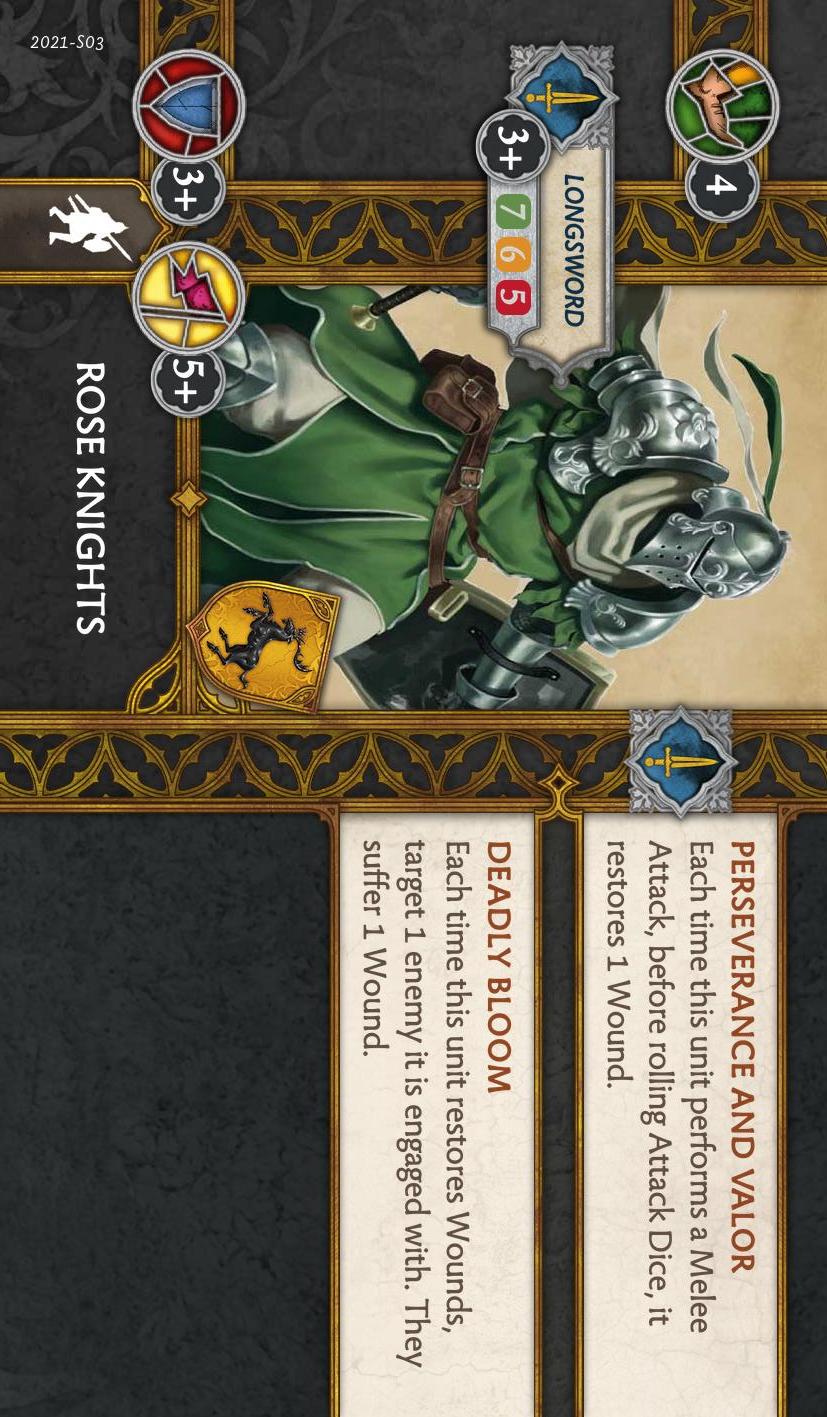 4
LONGSWORD
3+
7 6 5
3+
5+
ROSE KNIGHTS
2021-S03
PERSEVERANCE AND VALOR
Each time this unit performs a Melee
Attack, before rolling Attack Dice, it
restores 1 Wound.
DEADLY BLOOM
Each time this unit restores Wounds,
target 1 enemy it is engaged with. They
suffer 1 Wound.